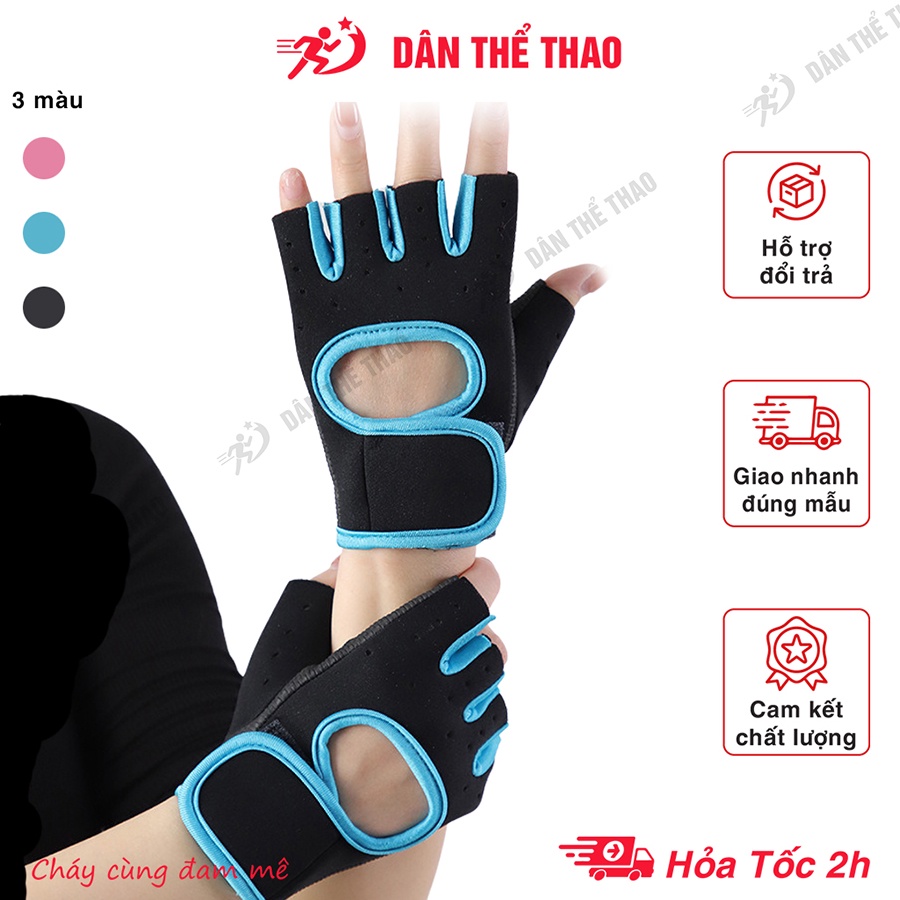 DÂN THỂ THAO
DÂN THỂ THAO
3 màu
DÂN THỂ THAO
Hỗ trợ
đổi trả
DÂN THỂ THAO
Giao nhanh
đúng mẫu
Cam kết
chất lượng
Cháy cùng đam mê
Hỏa Tốc 2h